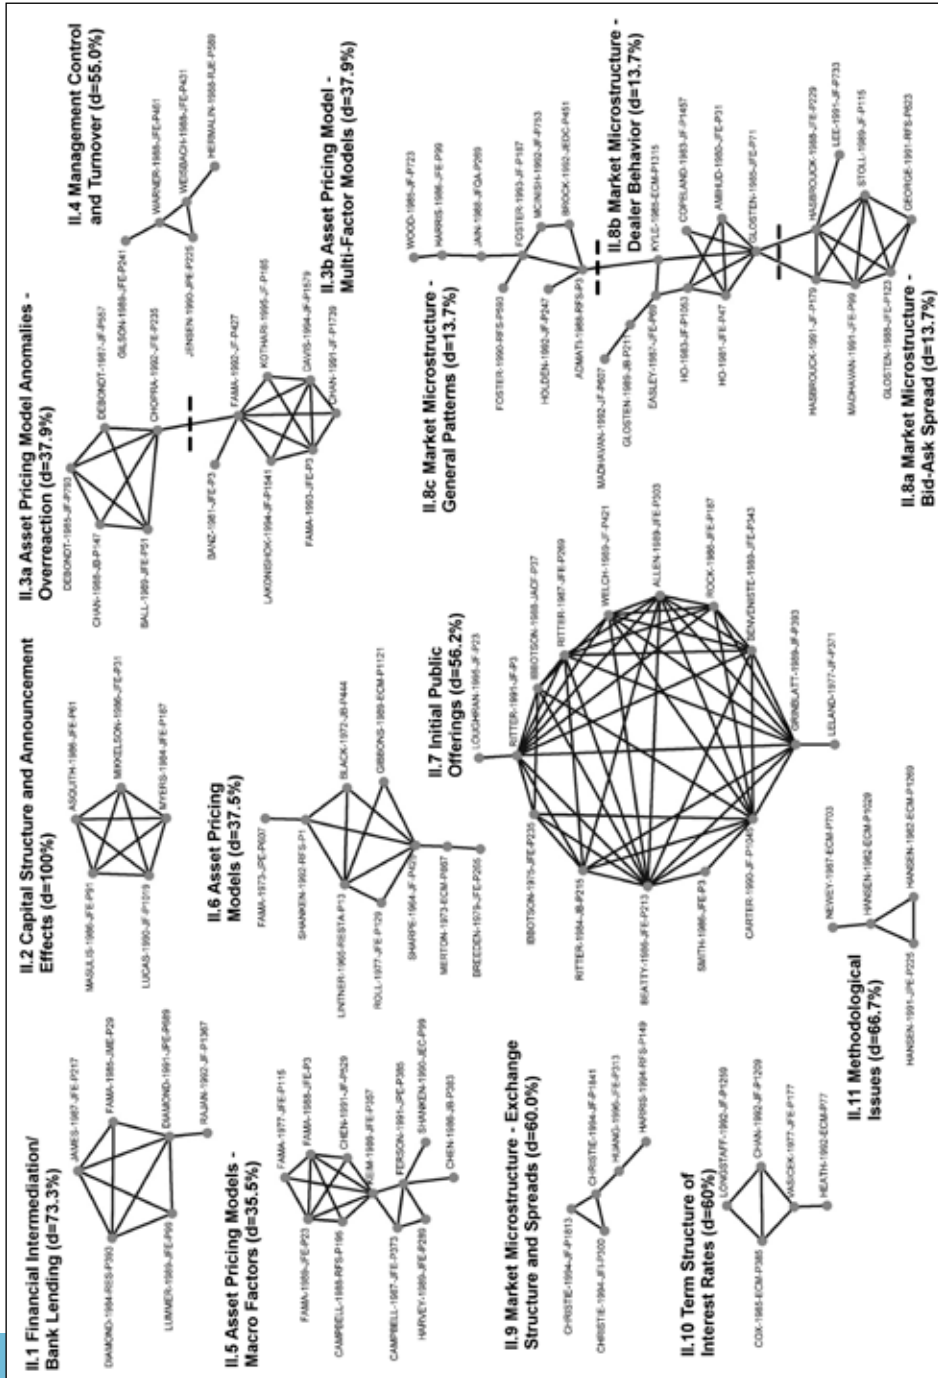 II.1 Financial Intermediation/
Bank Lending (d=73.3%)
JAMES-1987-JFE-P217
FAMA-1985-JME-P29
DIAMOND-1991-JPE-P689
RAJAN-1992-JF-P1367
DIAMOND-1984-RES-P393
LUMMER-1989-JFE-P99
II.2 Capital Structure and Announcement
Effects (d=100%)
ASQUITH-1986-JFE-P61
MIKKELSON-1986-JFE-P31
MYERS-1984-JFE-P187
MASULIS-1986-JFE-P91
LUCAS-1990-JF-P1019
II.3a Asset Pricing Model Anomalies -
Overreaction (d=37.9%)
DEBONDT-1985-JF-P793
DEBONDT-1987-JF-P557
CHOPRA-1992-JFE-P235
CHAN-1988-JB-P147
BALL-1989-JFE-P51
II.4 Management Control
and Turnover (d=55.0%)
GILSON-1989-JFE-P241
WARNER-1988-JFE-P461
WEISBACH-1988-JFE-P431
JENSEN-1990-JPE-P225
HERMALIN-1988-RJE-P589
II.3b Asset Pricing Model -
Multi-Factor Models (d=37.9%)
BANZ-1981-JFE-P3
FAMA-1992-JF-P427
KOTHARI-1995-JF-P185
DAVIS-1994-JF-P1579
CHAN-1991-JF-P1739
LAKONISHOK-1994-JF-P1541
FAMA-1993-JFE-P3
II.5 Asset Pricing Models -
Macro Factors (d=35.5%)
FAMA-1977-JFE-P115
FAMA-1988-JFE-P3
CHEN-1991-JF-P529
KEIM-1986-JFE-P357
FERSON-1991-JPE-P385
SHANKEN-1990-JEC-P99
CHEN-1986-JB-P383
FAMA-1989-JFE-P23
CAMPBELL-1988-RFS-P195
CAMPBELL-1987-JFE-P373
HARVEY-1989-JFE-P289
II.6 Asset Pricing
Models (d=37.5%)
FAMA-1973-JPE-P607
SHANKEN-1992-RFS-P1
BLACK-1972-JB-P444
GIBBONS-1989-ECM-P1121
LINTNER-1965-RESTA-P13
ROLL-1977-JFE-P129
SHARPE-1964-JF-P425
MERTON-1973-ECM-P867
BREEDEN-1979-JFE-P265
II.7 Initial Public
Offerings (d=56.2%)
LOUGHRAN-1995-JF-P23
RITTER-1991-JF-P3
IBBOTSON-1988-JACF-P37
RITTER-1987-JFE-P269
WELCH-1989-JF-P421
ALLEN-1989-JFE-P303
ROCK-1986-JFE-P187
BENVENISTE-1989-JFE-P343
GRINBLATT-1989-JF-P393
LELAND-1977-JF-P371
IBBOTSON-1975-JFE-P235
RITTER-1984-JB-P215
BEATTY-1986-JFE-P213
SMITH-1986-JFE-P3
CARTER-1990-JF-P1045
II.8c Market Microstructure -
General Patterns (d=13.7%)
WOOD-1985-JF-P723
HARRIS-1986-JFE-P99
JAIN-1988-JFQA-P269
FOSTER-1990-RFS-P593
FOSTER-1993-JF-P187
MCINISH-1992-JF-P753
BROCK-1992-JEDC-P451
HOLDEN-1992-JF-P247
ADMATI-1988-RFS-P3
II.8b Market Microstructure -
Dealer Behavior (d=13.7%)
MADHAVAN-1992-JF-P607
GLOSTEN-1989-JB-P211
EASLEY-1987-JFE-P69
KYLE-1985-ECM-P1315
COPELAND-1983-JF-P1457
AMIHUD-1980-JFE-P31
GLOSTEN-1985-JFE-P71
HO-1983-JF-P1053
HO-1981-JFE-P47
HASBROUCK-1991-JF-P179
HASBROUCK-1988-JFE-P229
LEE-1991-JF-P733
STOLL-1989-JF-P115
GEORGE-1991-RFS-P623
MADHAVAN-1991-JFE-P99
GLOSTEN-1988-JFE-P123
II.8a Market Microstructure -
Bid-Ask Spread (d=13.7%)
II.9 Market Microstructure - Exchange
Structure and Spreads (d=60.0%)
CHRISTIE-1994-JF-P1813
CHRISTIE-1994-JF-P1841
CHRISTIE-1994-JFI-P300
HUANG-1996-JFE-P313
HARRIS-1994-RFS-P149
II.10 Term Structure of
Interest Rates (d=60%)
LONGSTAFF-1992-JF-P1259
CHAN-1992-JF-P1209
VASICEK-1977-JFE-P177
HEATH-1992-ECM-P77
COX-1985-ECM-P385
II.11 Methodological
Issues (d=66.7%)
NEWEY-1987-ECM-P703
HANSEN-1982-ECM-P1029
HANSEN-1982-ECM-P1269
HANSEN-1991-JPE-P225